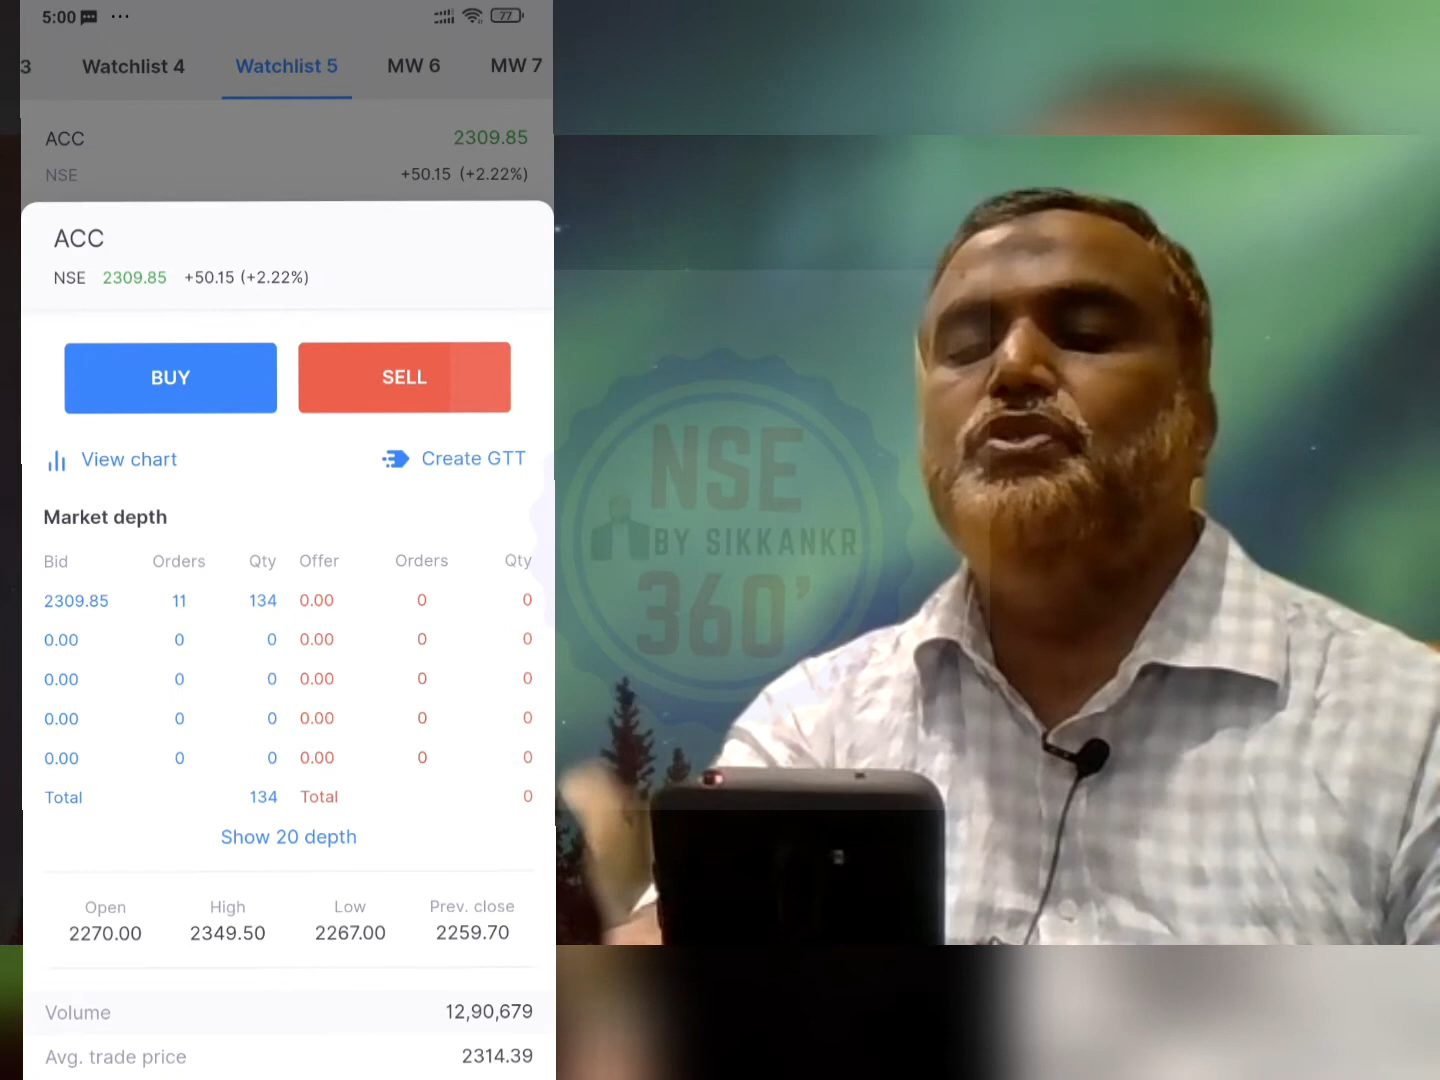 5:00 ... 77
3 Watchlist 4 Watchlist 5 MW 6 MW 7
ACC 2309.85
NSE +50.15 (+2.22%)
ACC
NSE 2309.85 +50.15 (+2.22%)
BUY SELL
View chart Create GTT
Market depth
Bid Orders Qty Offer Orders Qty
2309.85 11 134 0.00 0 0
0.00 0 0 0.00 0 0
0.00 0 0 0.00 0 0
0.00 0 0 0.00 0 0
0.00 0 0 0.00 0 0
Total 134 Total 0
Show 20 depth
Open High Low Prev. close
2270.00 2349.50 2267.00 2259.70
Volume 12,90,679
Avg. trade price 2314.39
NSE
BY SIKKANKR
360'